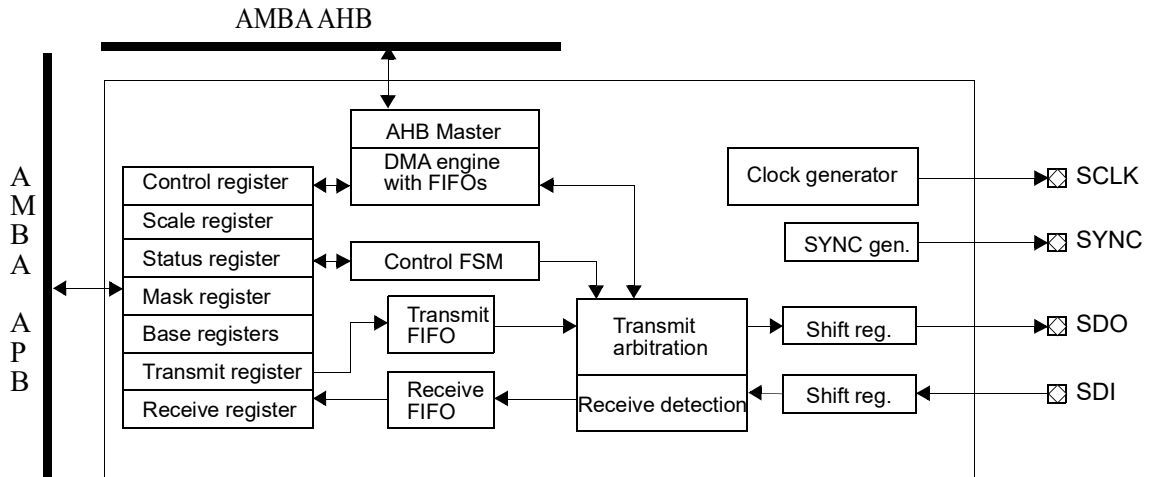 AMBA AHB
AMBA APB
AHB Master
DMA engine
with FIFOs
Control register
Scale register
Status register
Mask register
Base registers
Transmit register
Receive register
Control FSM
Transmit
FIFO
Receive
FIFO
Transmit
arbitration
Receive detection
Clock generator
SYNC gen.
Shift reg.
Shift reg.
SCLK
SYNC
SDO
SDI